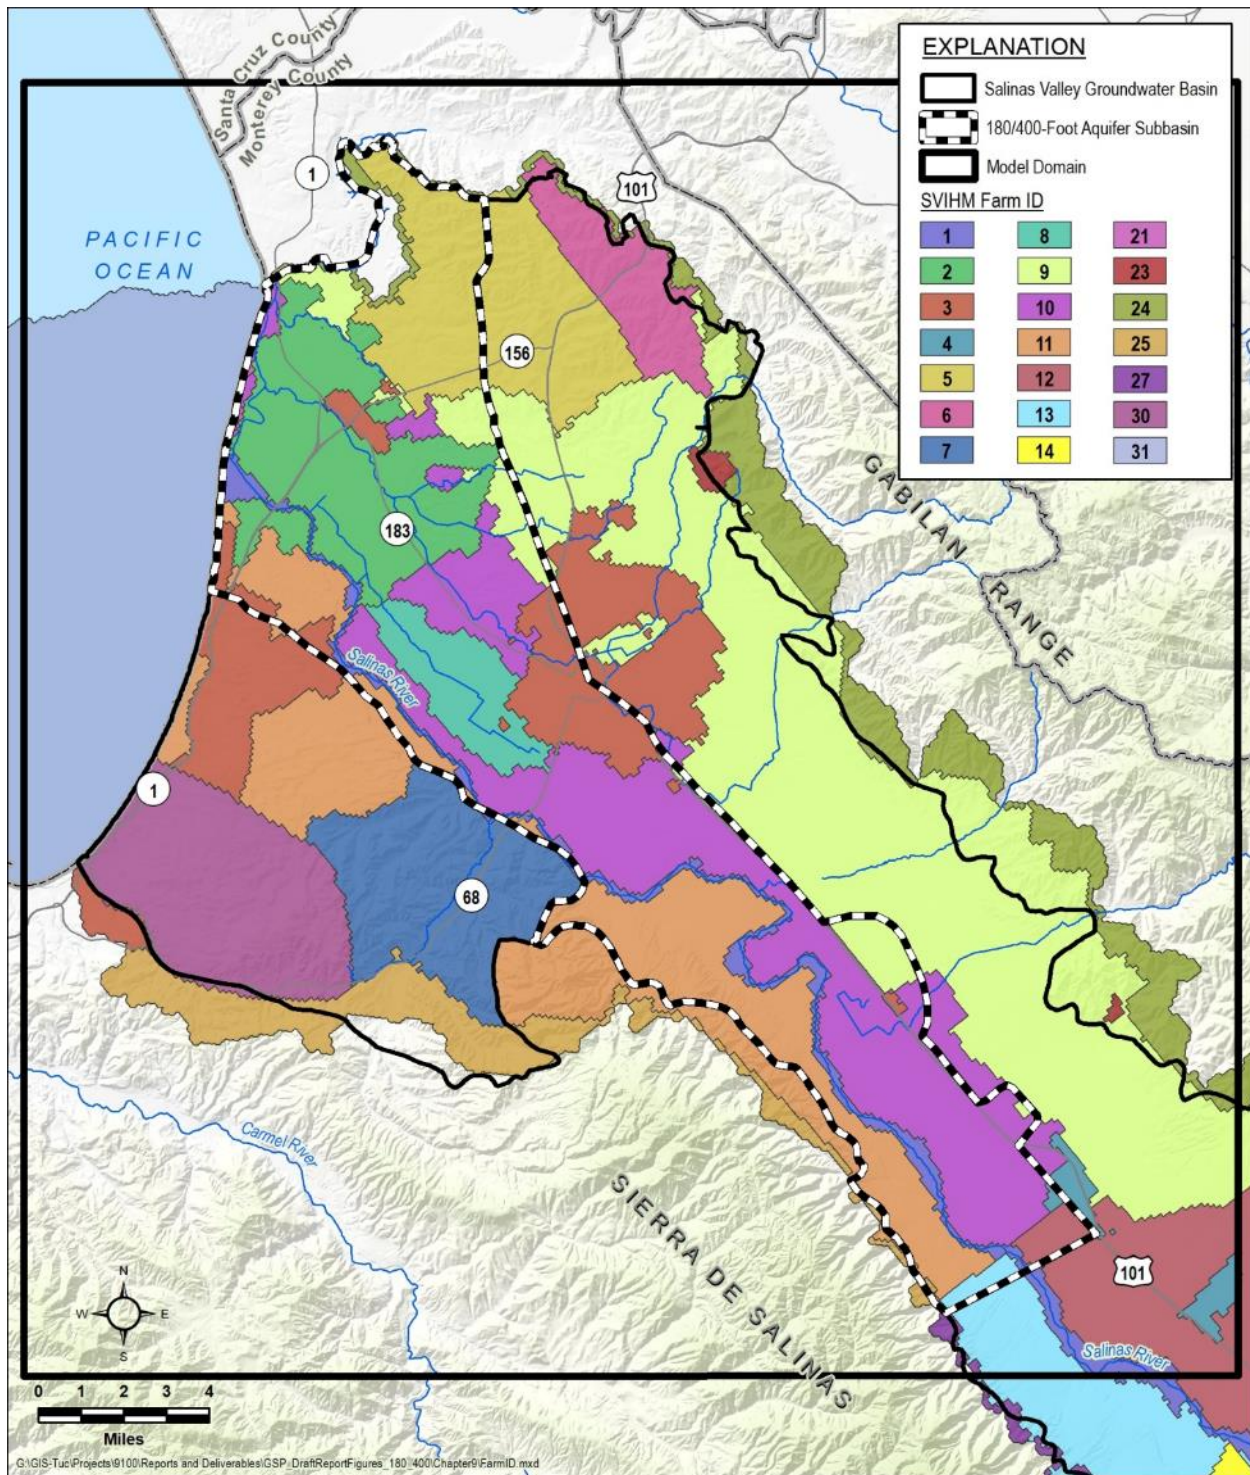 Santa Cruz County
Monterey County
EXPLANATION
Salinas Valley Groundwater Basin
180/400-Foot Aquifer Subbasin
Model Domain
SVIHM Farm ID
1 8 21
2 9 23
3 10 24
4 11 25
5 12 27
6 13 30
7 14 31
1
101
PACIFIC
OCEAN
156
GABILAN RANGE
183
Salinas River
1
68
Carmel River
SIERRA DE SALINAS
101
Salinas River
N
W E
S
0 1 2 3 4
Miles
G:\GIS-Tuc\Projects\9100\Reports and Deliverables\GSP_DraftReportFigures_180_400\Chapter9\FarmID.mxd